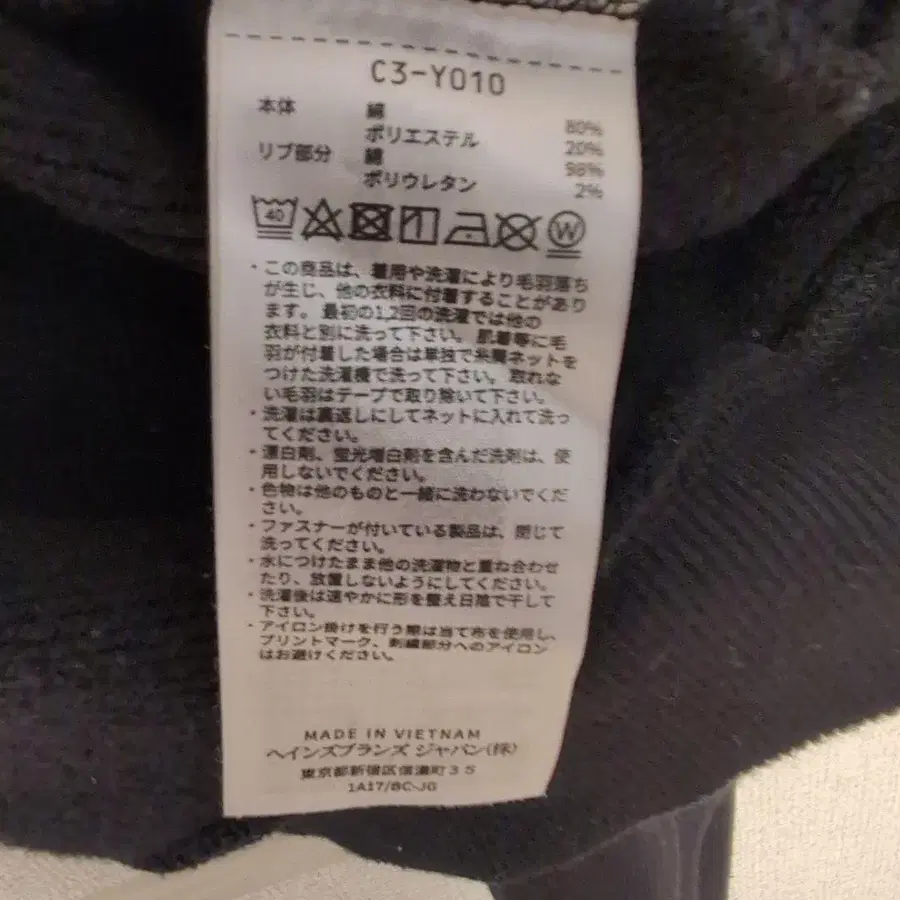 C3-Y010
本体 綿 80%
ポリエステル 20%
リブ部分 綿 98%
ポリウレタン 2%
40 W
・この商品は、着用や洗濯により毛羽落ち
が生じ、他の衣料に付着することがあり
ます。最初の1,2回の洗濯では他の
衣料と別に洗って下さい。肌着等に毛
羽が付着した場合は単独で糸屑ネットを
つけた洗濯機で洗って下さい。取れな
い毛羽はテープで取り除いて下さい。
・洗濯は裏返しにしてネットに入れて洗っ
てください。
・漂白剤、蛍光増白剤を含んだ洗剤は、使
用しないでください。
・色物は他のものと一緒に洗わないでくだ
さい。
・ファスナーが付いている製品は、閉じて
洗ってください。
・水につけたまま他の洗濯物と重ね合わせ
たり、放置しないようにしてください。
・洗濯後は速やかに形を整え日陰で干して
下さい。
・アイロン掛けを行う際は当て布を使用し、
プリントマーク、刺繍部分へのアイロン
はお避けください。
MADE IN VIETNAM
ヘインズブランズ ジャパン(株)
東京都新宿区信濃町35
1A17/BC-JG